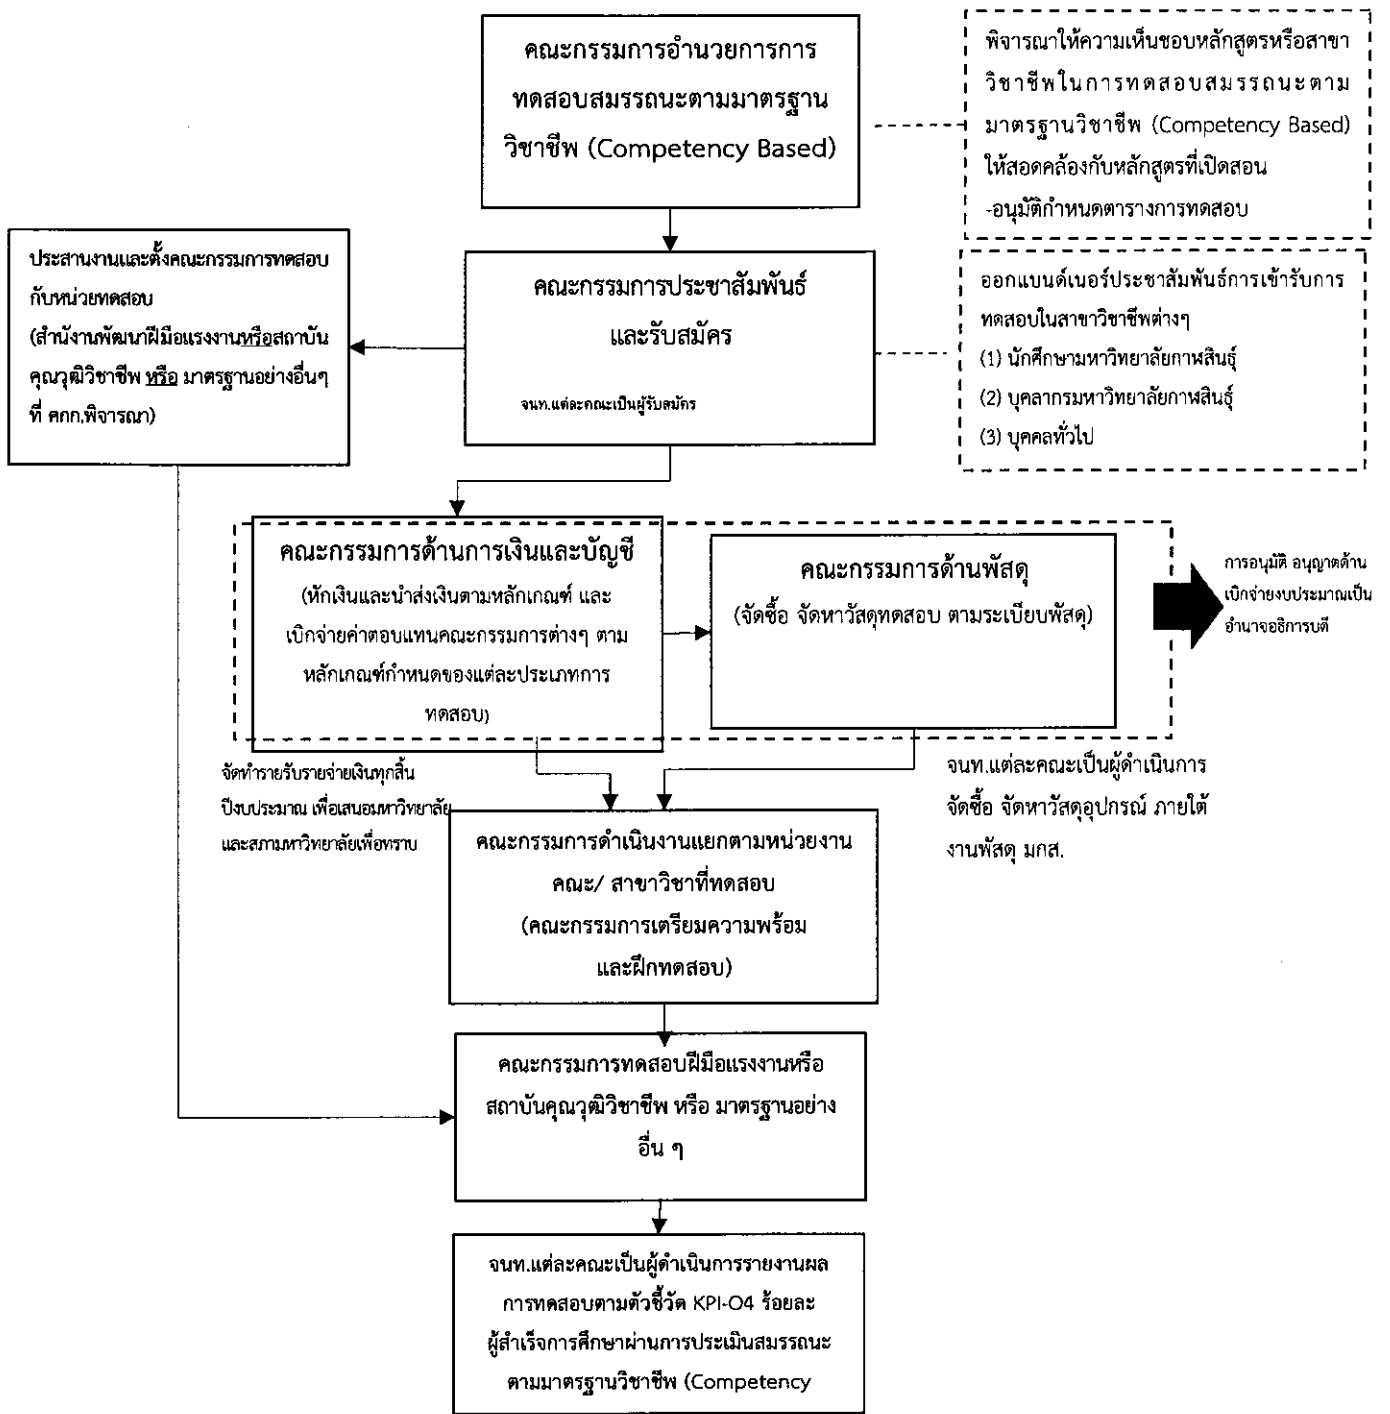 คณะกรรมการอำนวยการการ
ทดสอบสมรรถนะตามมาตรฐาน
วิชาชีพ (Competency Based)
พิจารณาให้ความเห็นชอบหลักสูตรหรือสาขา
วิชาชีพในการทดสอบสมรรถนะตาม
มาตรฐานวิชาชีพ (Competency Based)
ให้สอดคล้องกับหลักสูตรที่เปิดสอน
-อนุมัติกำหนดตารางการทดสอบ
ประสานงานและตั้งคณะกรรมการทดสอบ
กับหน่วยทดสอบ
(สำนังานพัฒนาฝีมือแรงงานหรือสถาบัน
คุณวุฒิวิชาชีพ หรือ มาตรฐานอย่างอื่นๆ
ที่ คกก.พิจารณา)
คณะกรรมการประชาสัมพันธ์
และรับสมัคร
จนท.แต่ละคณะเป็นผู้รับสมัคร
ออกแบนด์เนอร์ประชาสัมพันธ์การเข้ารับการ
ทดสอบในสาขาวิชาชีพต่างๆ
(1) นักศึกษามหาวิทยาลัยกาฬสินธุ์
(2) บุคลากรมหาวิทยาลัยกาฬสินธุ์
(3) บุคคลทั่วไป
คณะกรรมการด้านการเงินและบัญชี
(หักเงินและนำส่งเงินตามหลักเกณฑ์ และ
เบิกจ่ายค่าตอบแทนคณะกรรมการต่างๆ ตาม
หลักเกณฑ์กำหนดของแต่ละประเภทการ
ทดสอบ)
คณะกรรมการด้านพัสดุ
(จัดซื้อ จัดหาวัสดุทดสอบ ตามระเบียบพัสดุ)
การอนุมัติ อนุญาตด้าน
เบิกจ่ายงบประมาณเป็น
อำนาจอธิการบดี
จัดทำรายรับรายจ่ายเงินทุกสิ้น
ปีงบประมาณ เพื่อเสนอมหาวิทยาลัย
และสภามหาวิทยาลัยเพื่อทราบ
จนท.แต่ละคณะเป็นผู้ดำเนินการ
จัดซื้อ จัดหาวัสดุอุปกรณ์ ภายใต้
งานพัสดุ มกส.
คณะกรรมการดำเนินงานแยกตามหน่วยงาน
คณะ/ สาขาวิชาที่ทดสอบ
(คณะกรรมการเตรียมความพร้อม
และฝึกทดสอบ)
คณะกรรมการทดสอบฝีมือแรงงานหรือ
สถาบันคุณวุฒิวิชาชีพ หรือ มาตรฐานอย่าง
อื่น ๆ
จนท.แต่ละคณะเป็นผู้ดำเนินการรายงานผล
การทดสอบตามตัวชี้วัด KPI-O4 ร้อยละ
ผู้สำเร็จการศึกษาผ่านการประเมินสมรรถนะ
ตามมาตรฐานวิชาชีพ (Competency